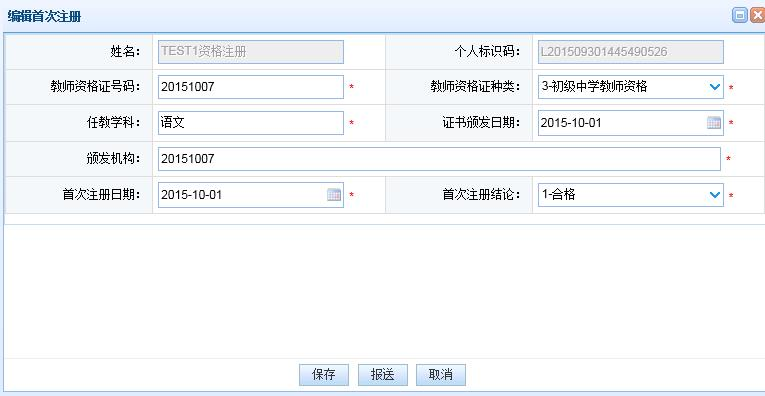 编辑首次注册
姓名: TEST1资格注册 个人标识码: L201509301445490526
教师资格证号码: 20151007 * 教师资格证种类: 3-初级中学教师资格 *
任教学科: 语文 * 证书颁发日期: 2015-10-01 *
颁发机构: 20151007 *
首次注册日期: 2015-10-01 * 首次注册结论: 1-合格 *
保存 报送 取消